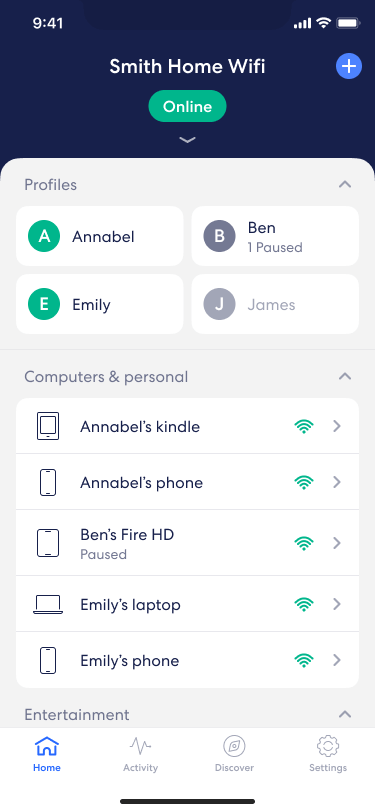 9:41
Smith Home Wifi
Online
Profiles
A Annabel
B Ben
1 Paused
E Emily
J James
Computers & personal
Annabel’s kindle
Annabel’s phone
Ben’s Fire HD
Paused
Emily’s laptop
Emily’s phone
Entertainment
Home Activity Discover Settings